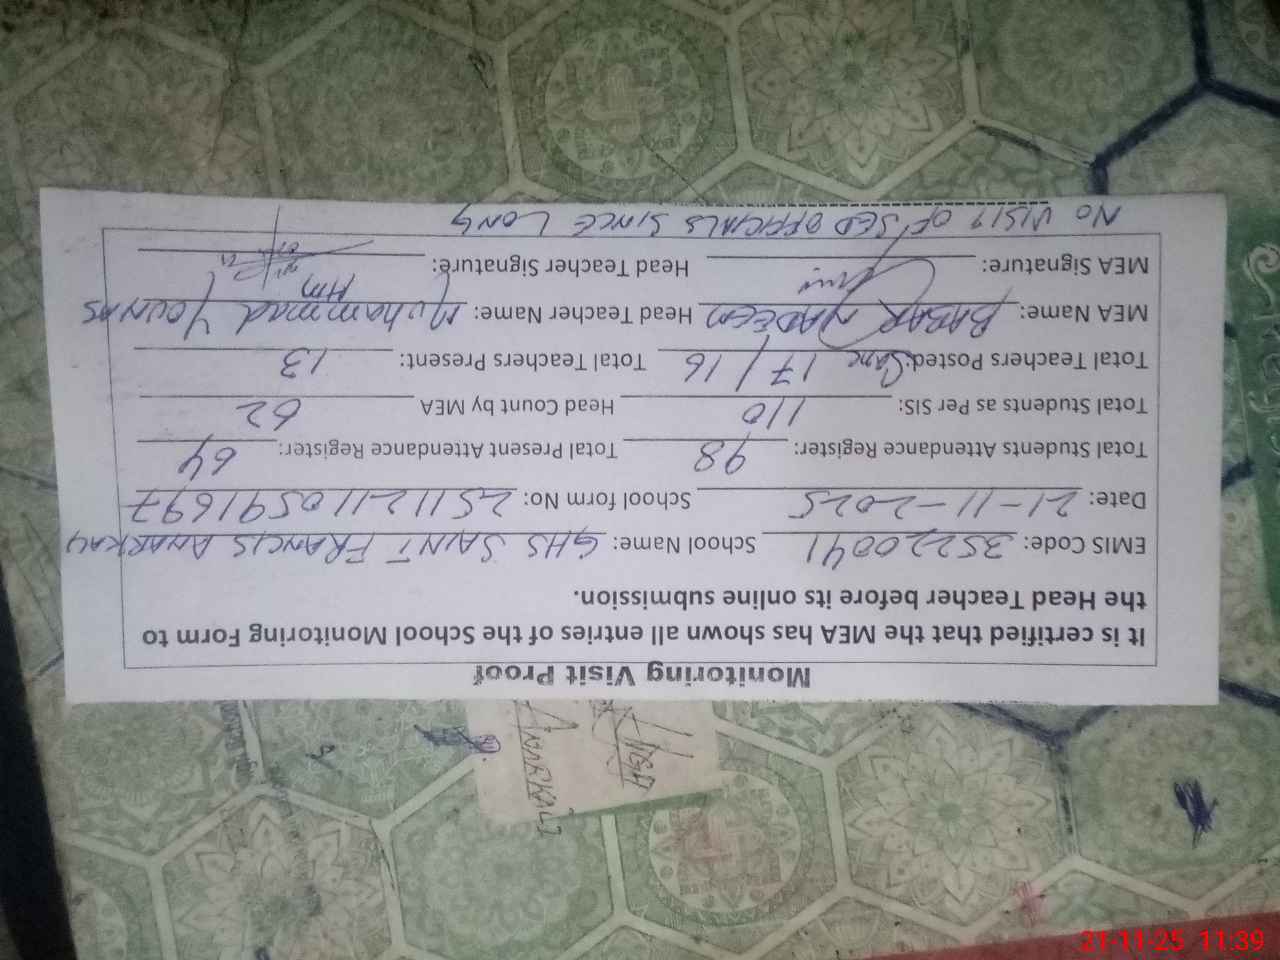 Monitoring Visit Proof
It is certified that the MEA has shown all entries of the School Monitoring Form to
the Head Teacher before its online submission.
EMIS Code: 35220041 School Name: GHS SAINT FRANCIS ANARKALI
Date: 21-11-2025 School form No: 2511211105916 97
Total Students Attendance Register: 98 Total Present Attendance Register: 64
Total Students as Per SIS: 110 Head Count by MEA 62
Total Teachers Posted: Sanc 17/16 Total Teachers Present: 13
MEA Name: BABAR NADEEM Head Teacher Name: Muhammad Younas
MEA Signature: Head Teacher Signature: HM
NO VISIT OF SED OFFICIALS SINCE LONG
ANARKALI
21-11-25 11:39